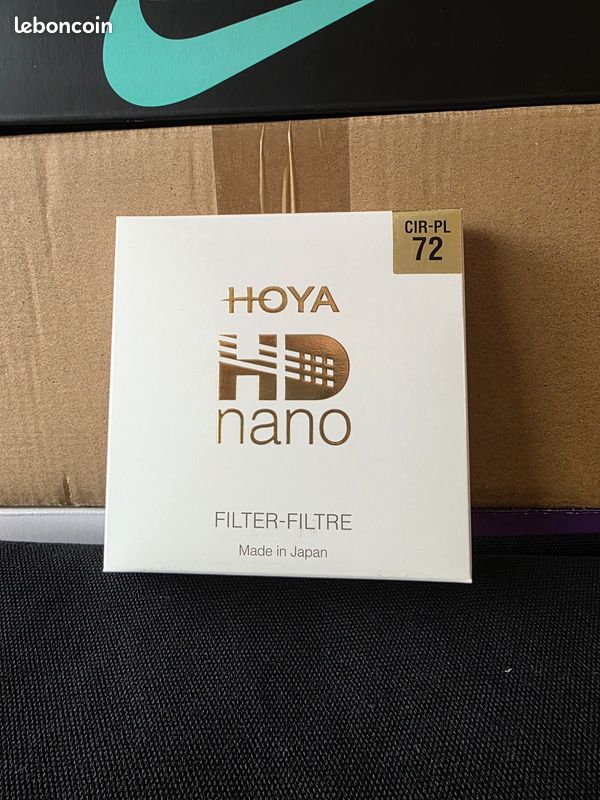 leboncoin
CIR-PL
72
HOYA
HD
nano
FILTER-FILTRE
Made in Japan